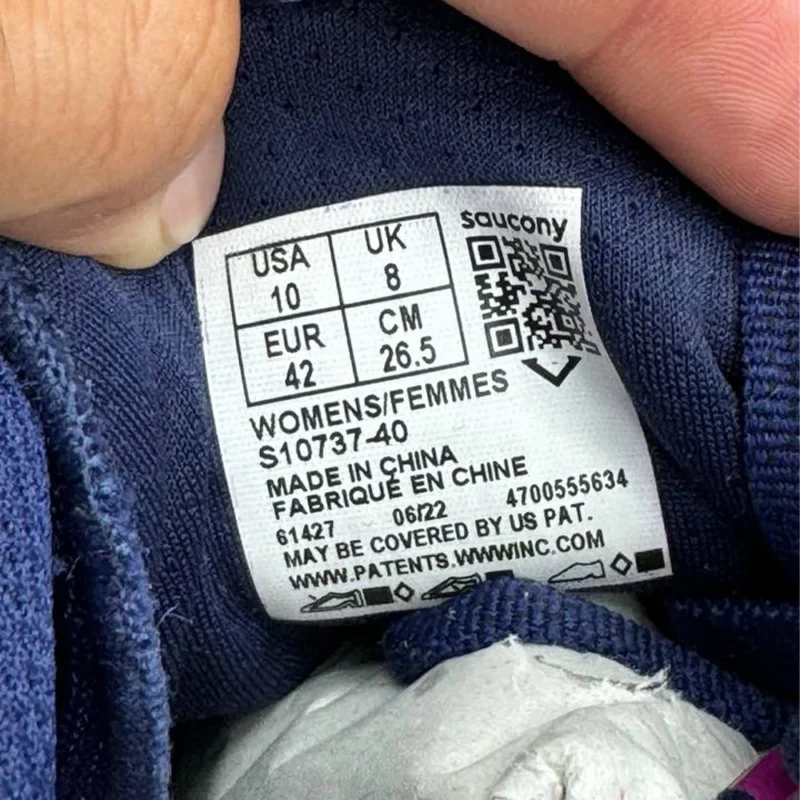 saucony
USA UK
10 8
EUR CM
42 26.5
WOMENS/FEMMES
S10737-40
MADE IN CHINA
FABRIQUÉ EN CHINE
61427 06/22 4700555634
MAY BE COVERED BY US PAT.
WWW.PATENTS.WWWINC.COM